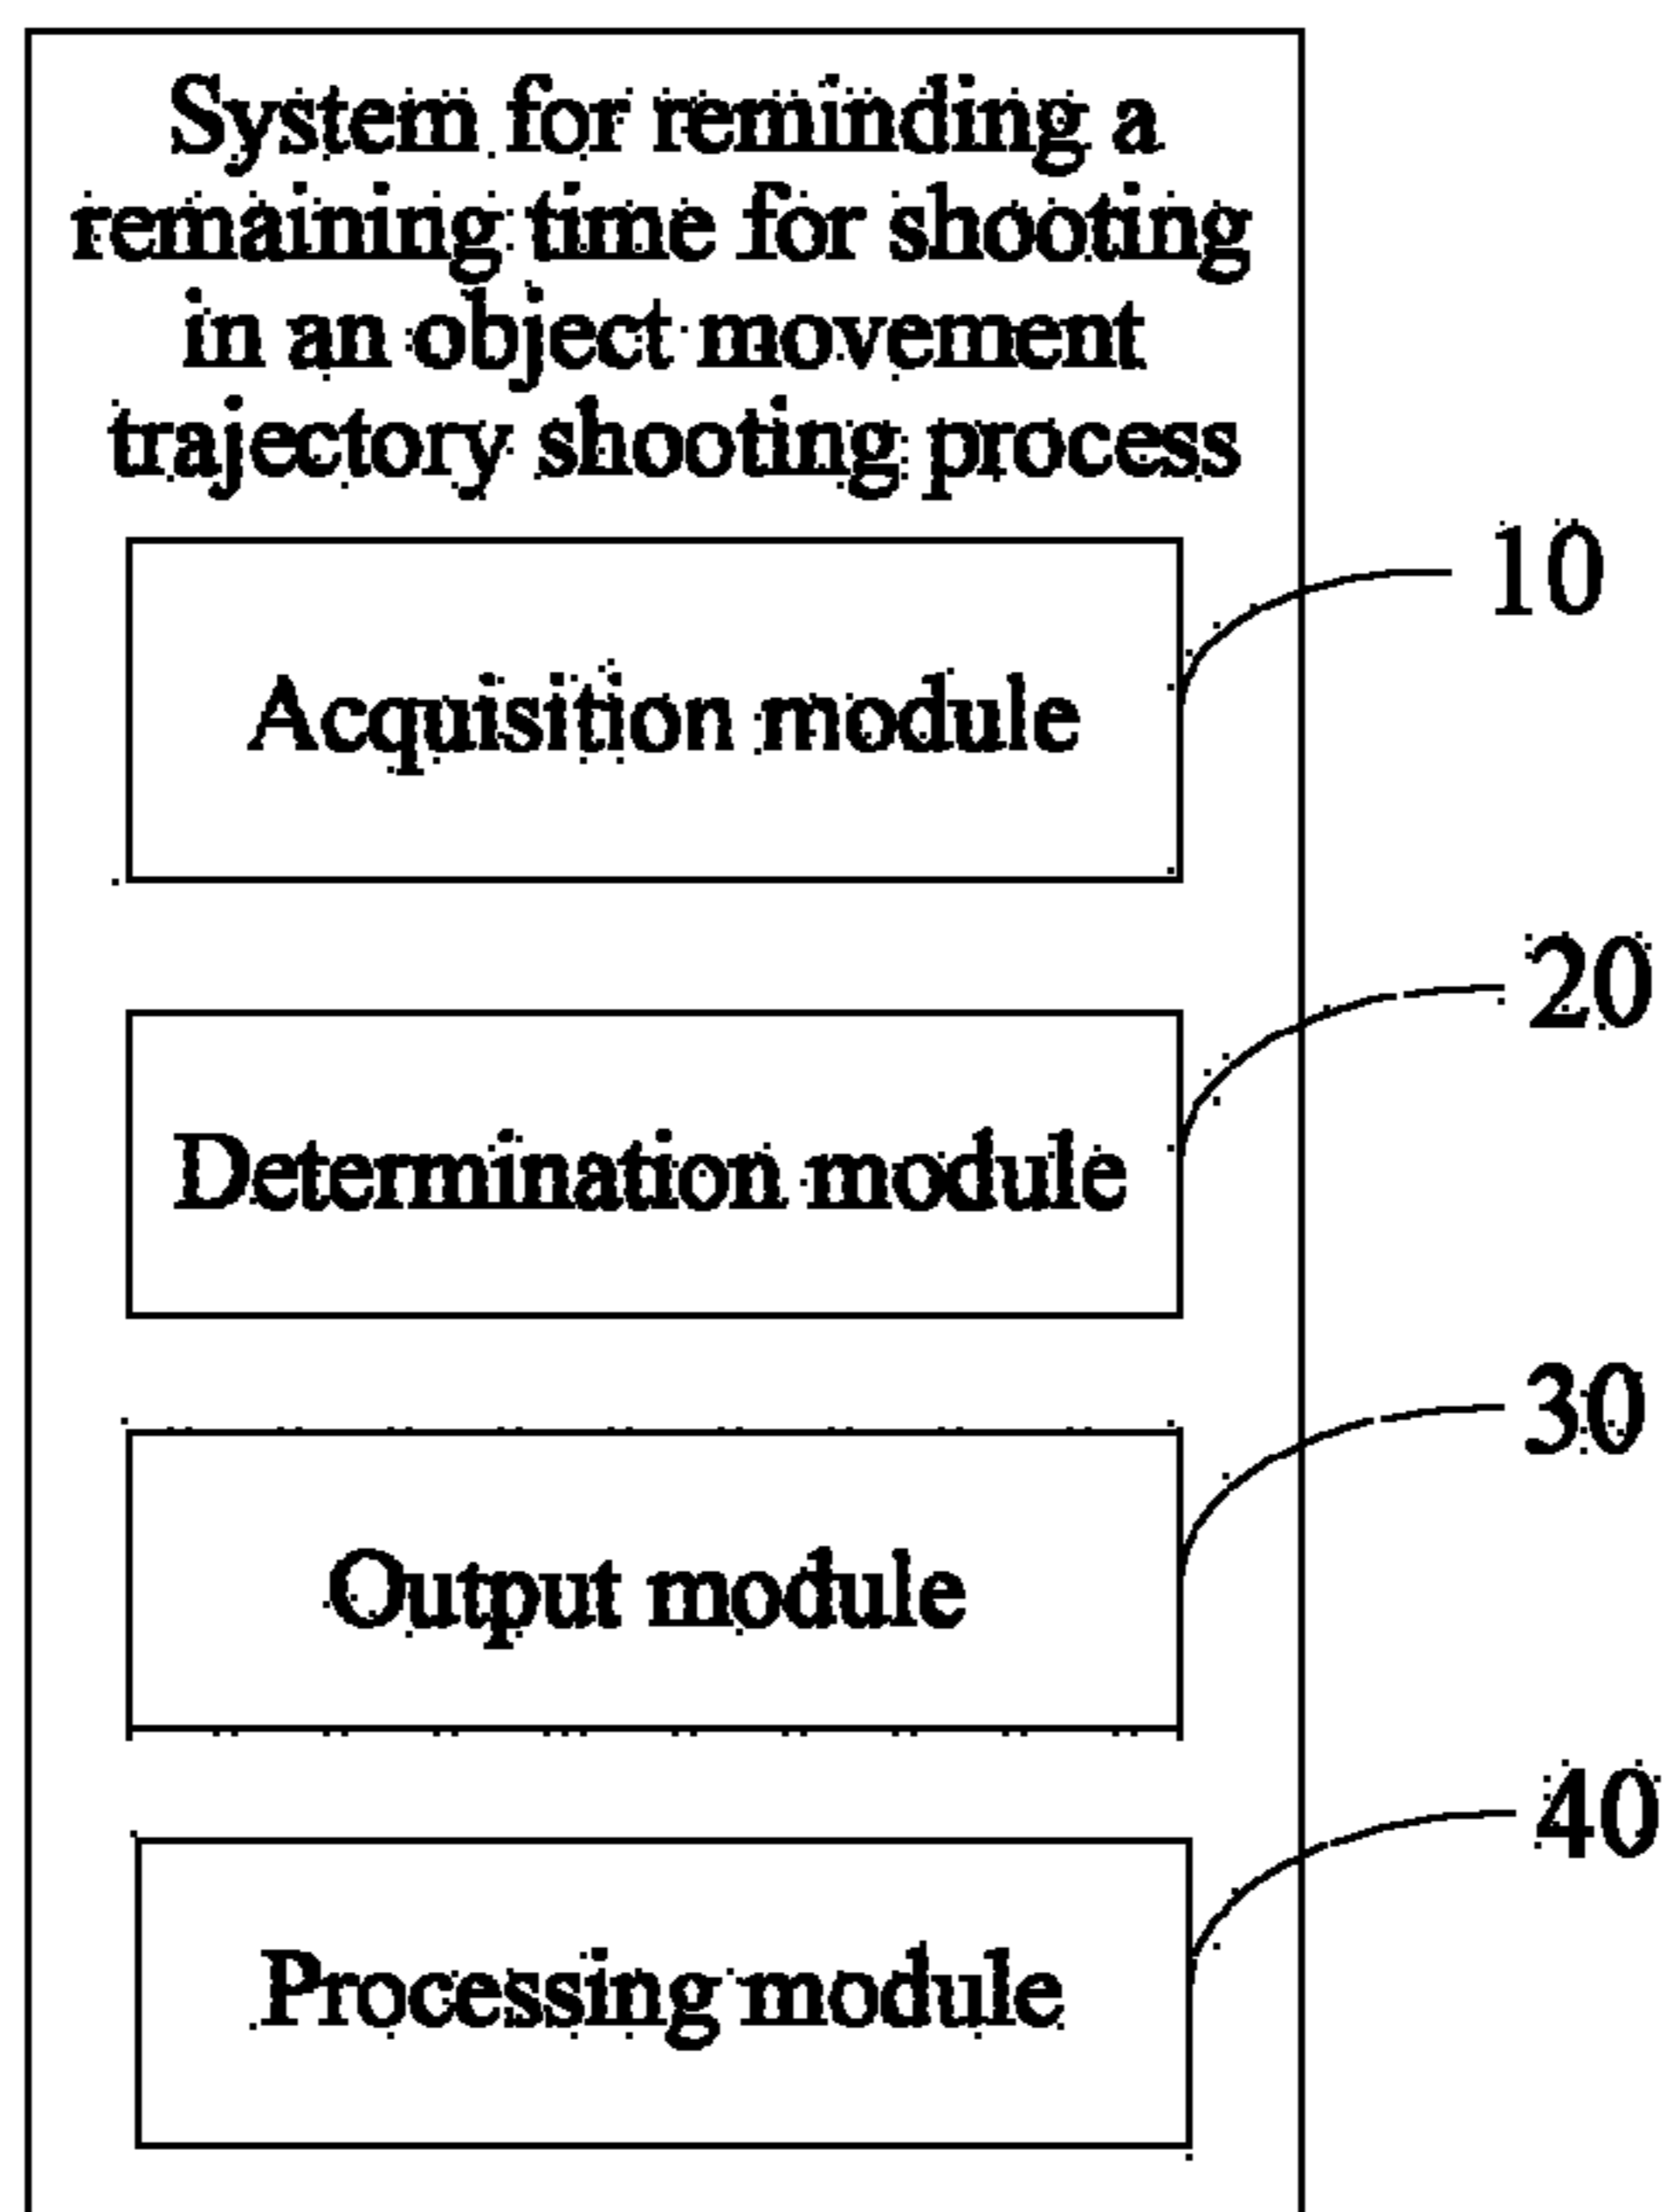 System for reminding a
remaining time for shooting
in an object movement
trajectory shooting process
10
Acquisition module
20
Determination module
30
Output module
40
Processing module